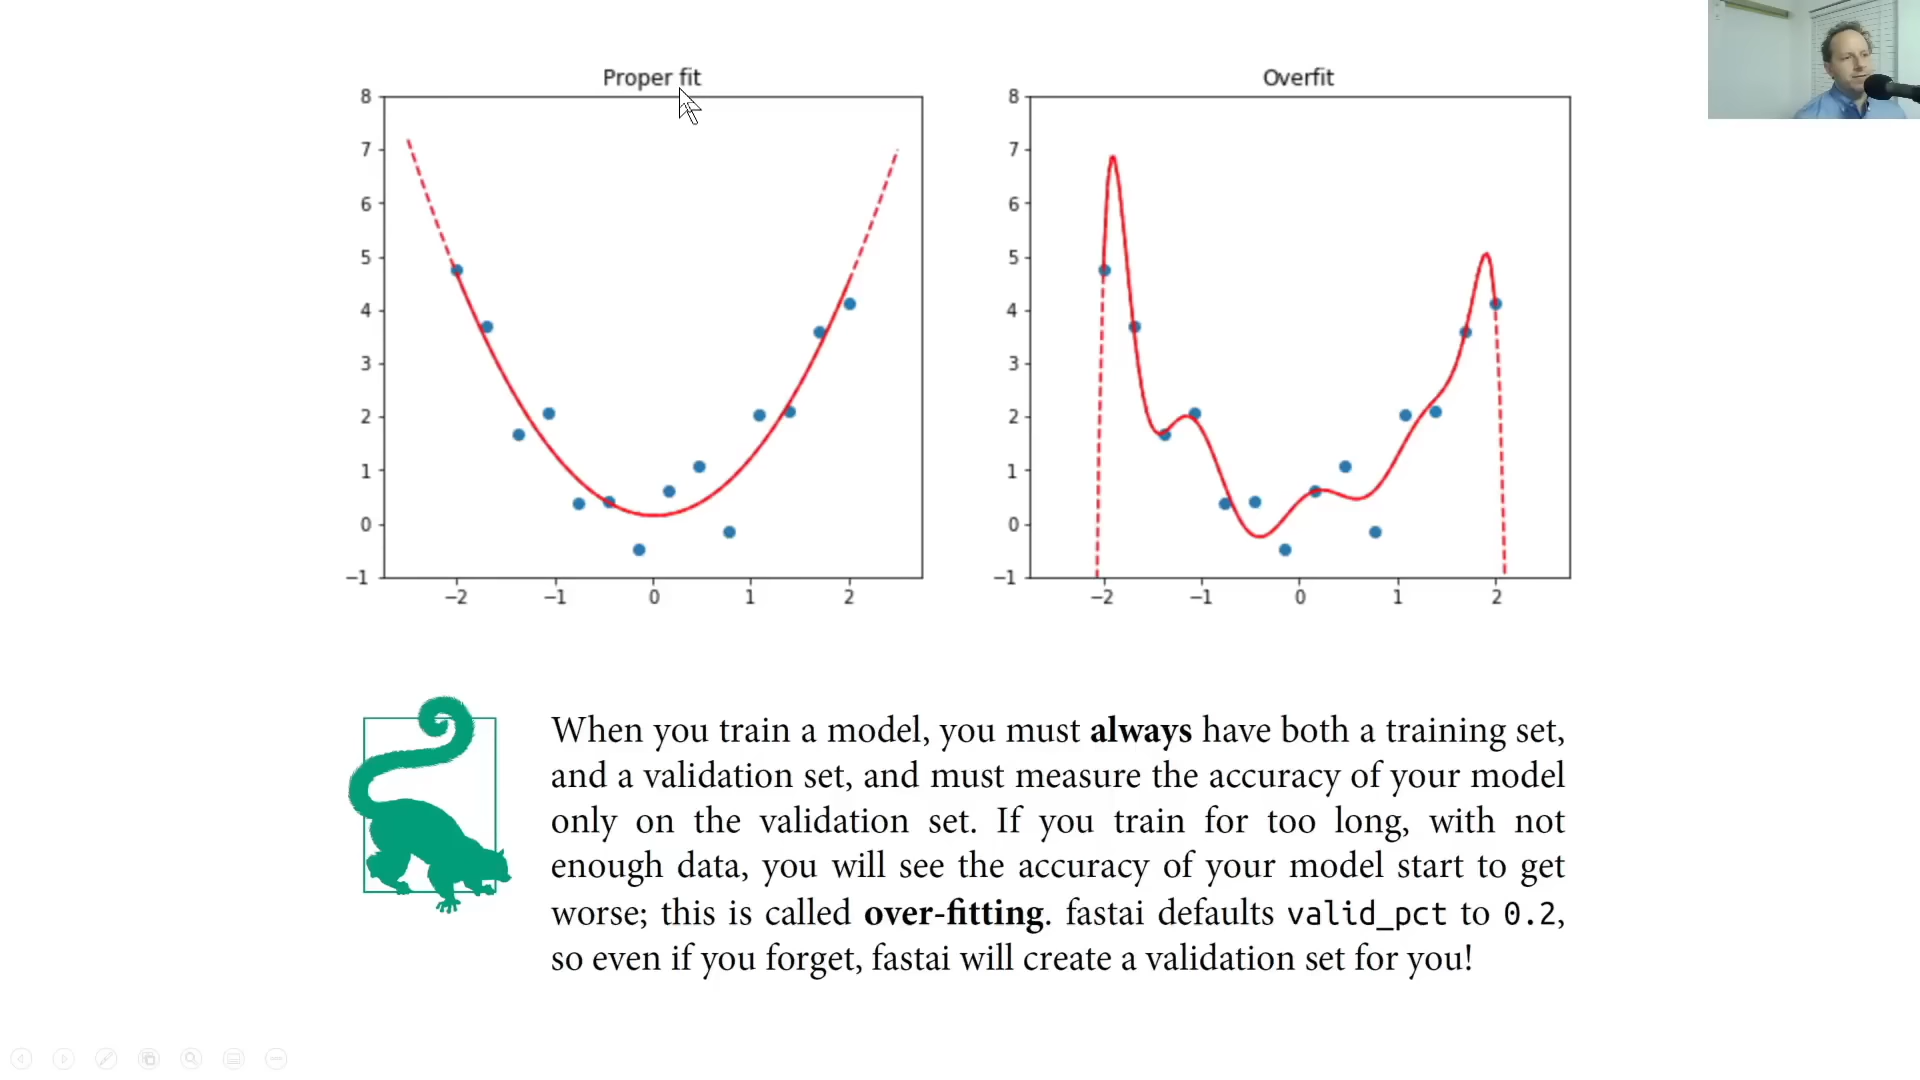 Proper fit
8
7
6
5
4
3
2
1
0
−1
−2 −1 0 1 2
Overfit
8
7
6
5
4
3
2
1
0
−1
−2 −1 0 1 2
When you train a model, you must always have both a training set,
and a validation set, and must measure the accuracy of your model
only on the validation set. If you train for too long, with not
enough data, you will see the accuracy of your model start to get
worse; this is called over-fitting. fastai defaults valid_pct to 0.2,
so even if you forget, fastai will create a validation set for you!